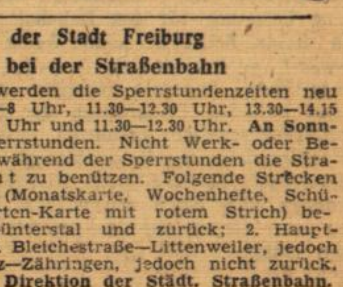 der Stadt Freiburg
bei der Straßenbahn
werden die Sperrstundenzeiten neu
—8 Uhr, 11.30—12.30 Uhr, 13.30—14.15
Uhr und 11.30—12.30 Uhr. An Sonn-
errstunden. Nicht Werk- oder Be-
während der Sperrstunden die Stra-
t zu benützen. Folgende Strecken
(Monatskarte, Wochenhefte, Schü-
rten-Karte mit rotem Strich) be-
ünterstal und zurück; 2. Haupt-
. Bleichestraße—Littenweiler, jedoch
z—Zähringen, jedoch nicht zurück.
Direktion der Städt. Straßenbahn.